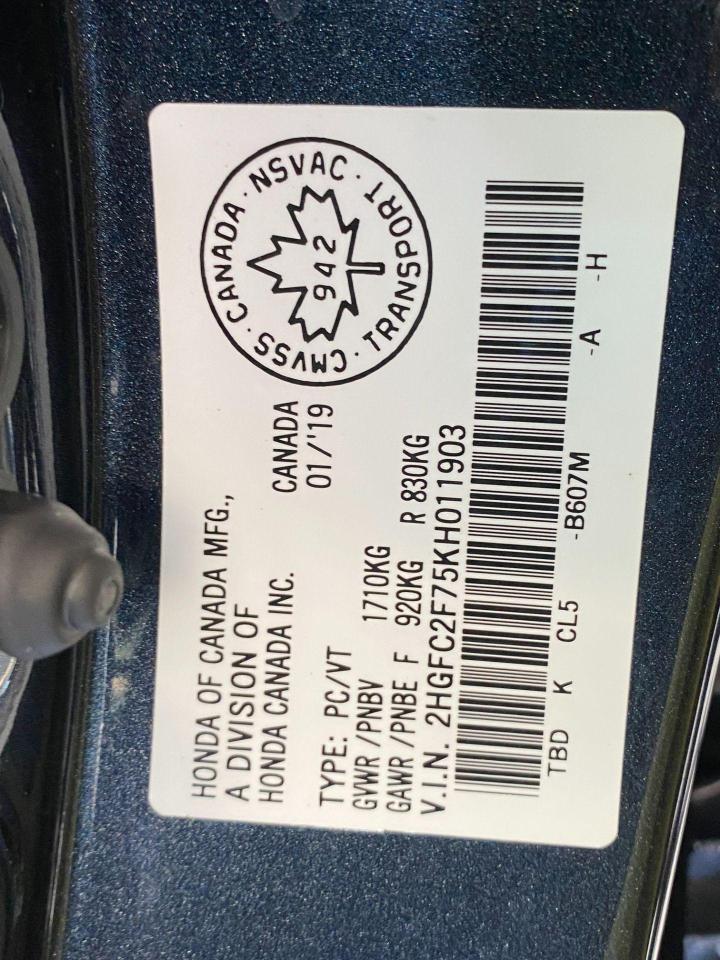 HONDA OF CANADA MFG.,
A DIVISION OF
HONDA CANADA INC.
CANADA
01/'19
TYPE: PC/VT
GVWR/PNBV 1710KG
GAWR/PNBE F 920KG R 830KG
V.I.N. 2HGFC2F75KH011903
TBD K CL5 -B607M -A -H
CMVSS · CANADA · NSVAC ·
TRANSPORT ·
942